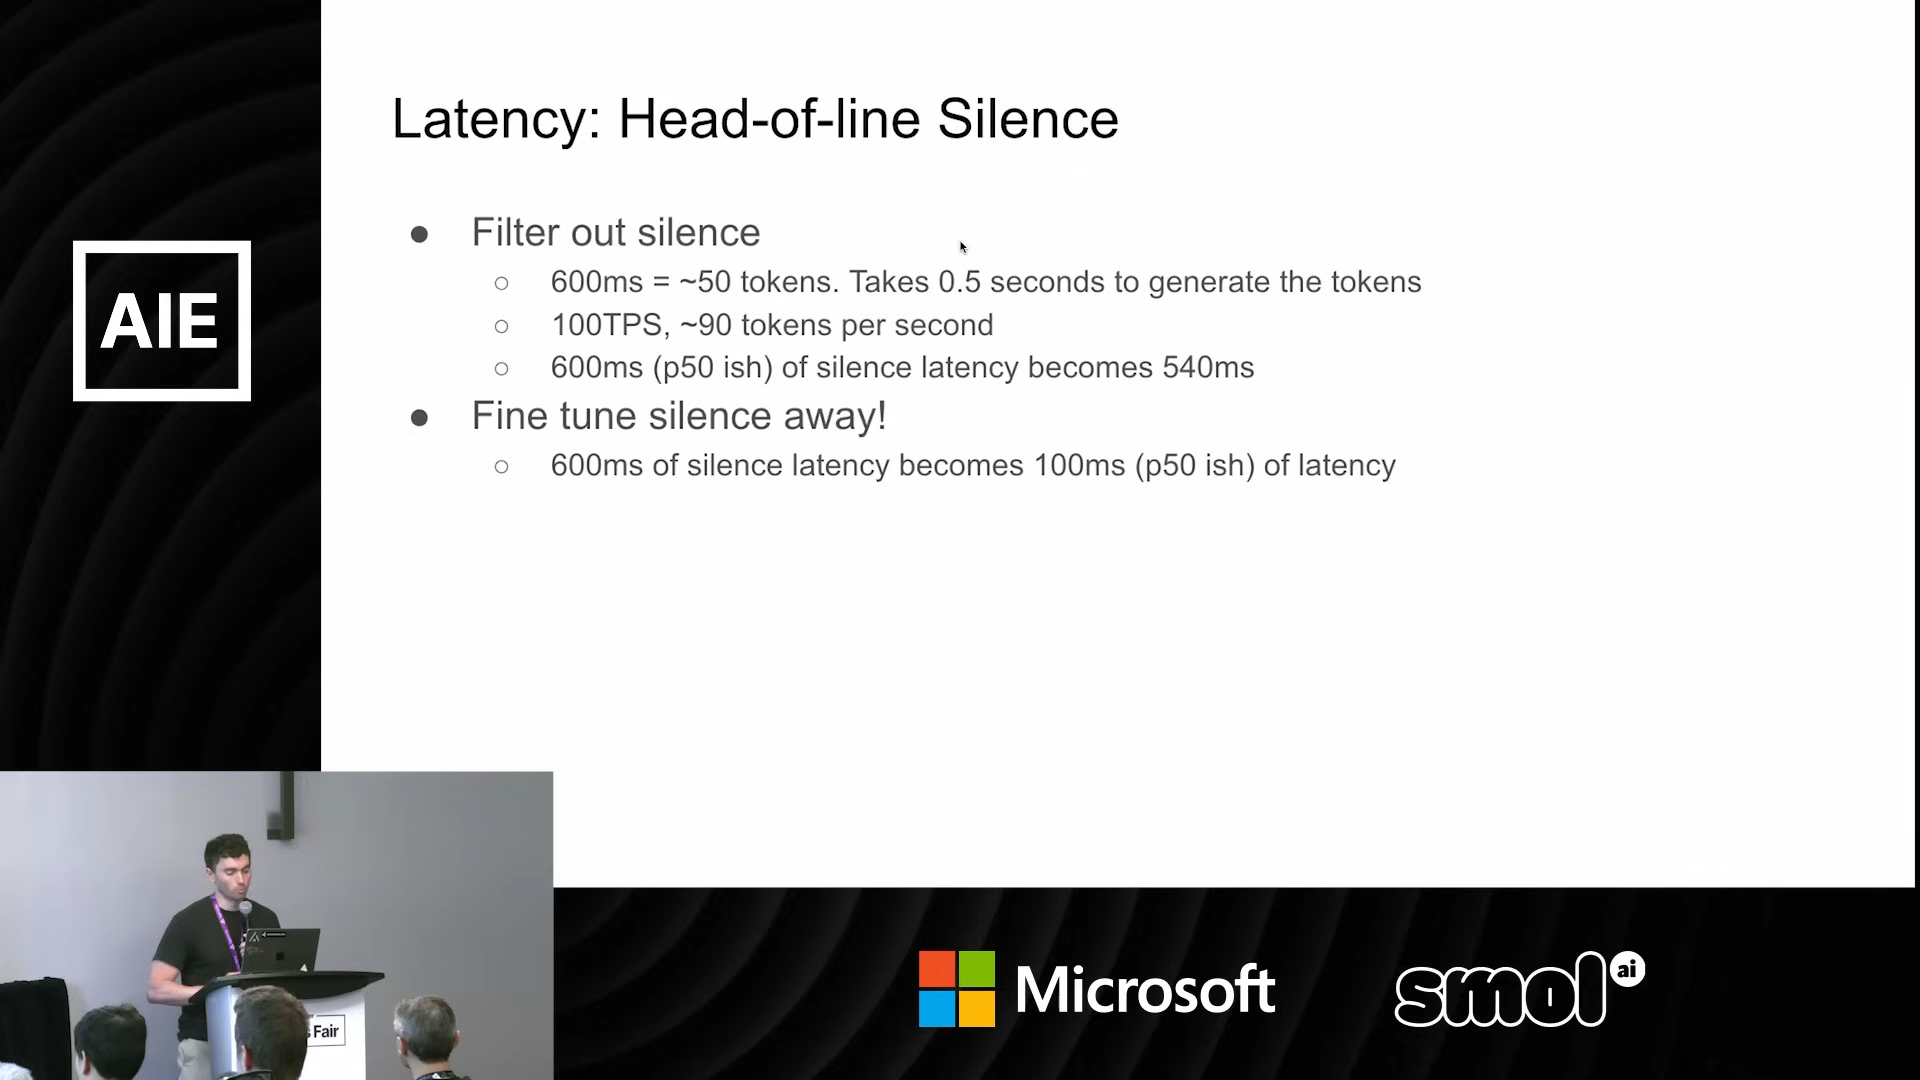 Latency: Head-of-line Silence
● Filter out silence
○ 600ms = ~50 tokens. Takes 0.5 seconds to generate the tokens
○ 100TPS, ~90 tokens per second
○ 600ms (p50 ish) of silence latency becomes 540ms
● Fine tune silence away!
○ 600ms of silence latency becomes 100ms (p50 ish) of latency
AIE
s Fair
Microsoft
smol ai